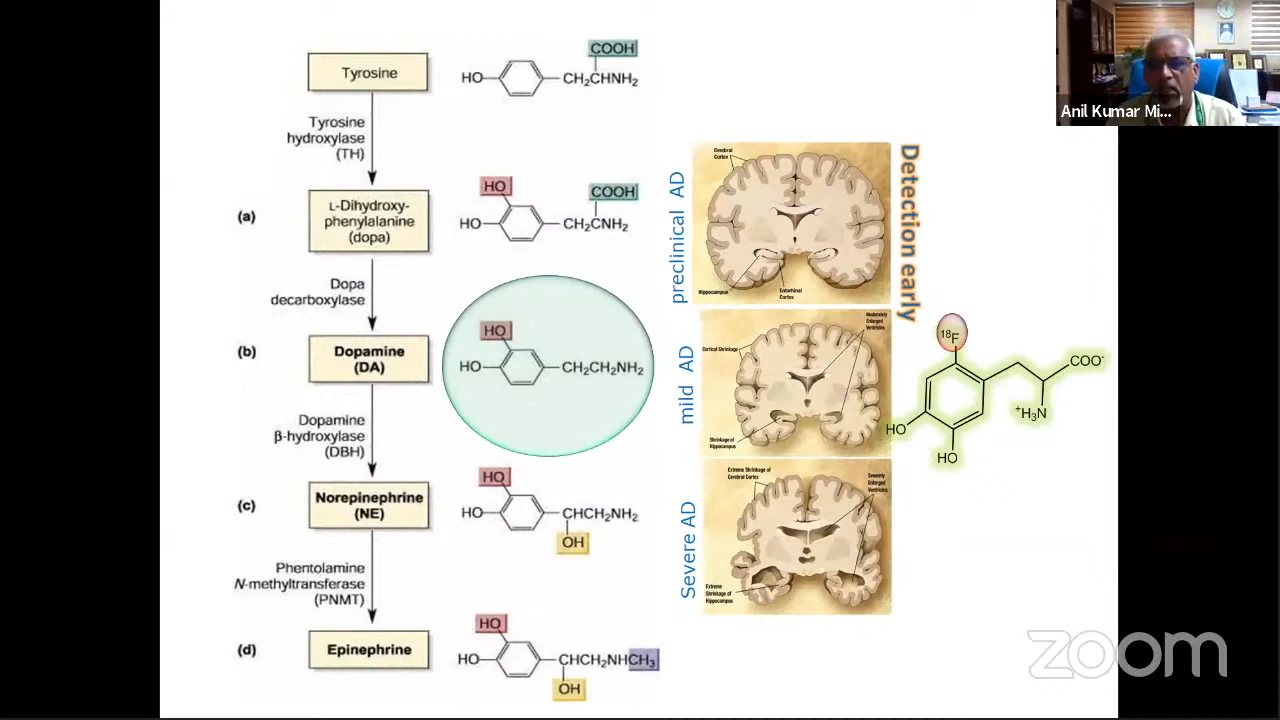 Anil Kumar Mi...
Tyrosine
COOH
HO
CH₂CHNH₂
Tyrosine
hydroxylase
(TH)
(a)
L-Dihydroxy-
phenylalanine
(dopa)
HO
COOH
HO
CH₂CNH₂
Dopa
decarboxylase
(b)
Dopamine
(DA)
HO
HO
CH₂CH₂NH₂
Dopamine
β-hydroxylase
(DBH)
(c)
Norepinephrine
(NE)
HO
HO
CHCH₂NH₂
OH
Phentolamine
N-methyltransferase
(PNMT)
(d)
Epinephrine
HO
HO
CHCH₂NHCH₃
OH
preclinical AD
Cerebral
Cortex
Hippocampus
Entorhinal
Cortex
Detection early
mild AD
Moderately
Enlarged
Ventricles
Cortical Shrinkage
Shrinkage of
Hippocampus
Severe AD
Extreme Shrinkage of
Cerebral Cortex
Severely
Enlarged
Ventricles
Extreme
Shrinkage of
Hippocampus
¹⁸F
COO⁻
⁺H₃N
HO
HO
zoom